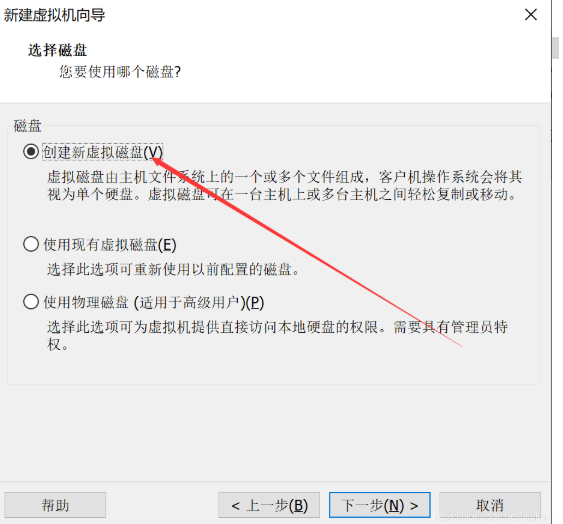 新建虚拟机向导
选择磁盘
您要使用哪个磁盘?
磁盘
创建新虚拟磁盘(V)
虚拟磁盘由主机文件系统上的一个或多个文件组成，客户机操作系统会将其
视为单个硬盘。虚拟磁盘可在一台主机上或多台主机之间轻松复制或移动。
使用现有虚拟磁盘(E)
选择此选项可重新使用以前配置的磁盘。
使用物理磁盘 (适用于高级用户)(P)
选择此选项可为虚拟机提供直接访问本地硬盘的权限。需要具有管理员特
权。
帮助
< 上一步(B)
下一步(N) >
取消